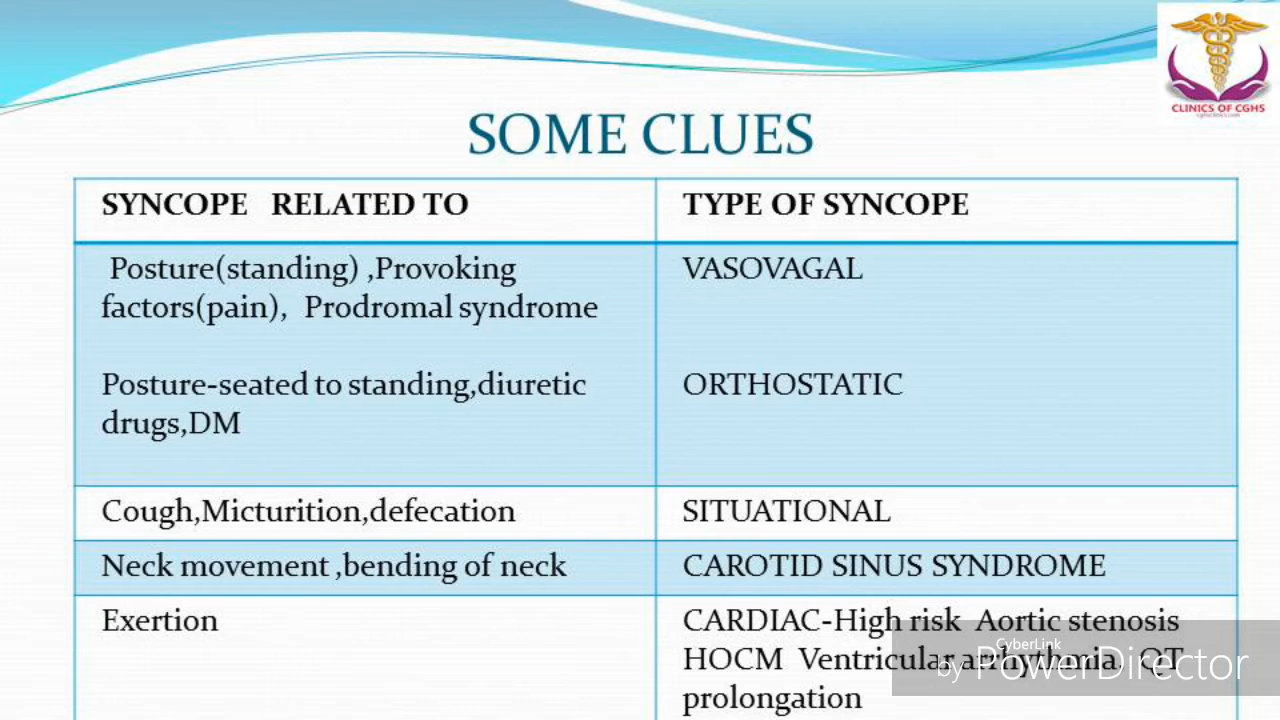 CLINICS OF CGHS
SOME CLUES
SYNCOPE RELATED TO
TYPE OF SYNCOPE
Posture(standing) ,Provoking
factors(pain), Prodromal syndrome
VASOVAGAL
Posture-seated to standing,diuretic
drugs,DM
ORTHOSTATIC
Cough,Micturition,defecation
SITUATIONAL
Neck movement ,bending of neck
CAROTID SINUS SYNDROME
Exertion
CARDIAC-High risk Aortic stenosis
HOCM Ventricular arrhythmia, QT
prolongation
CyberLink
by PowerDirector